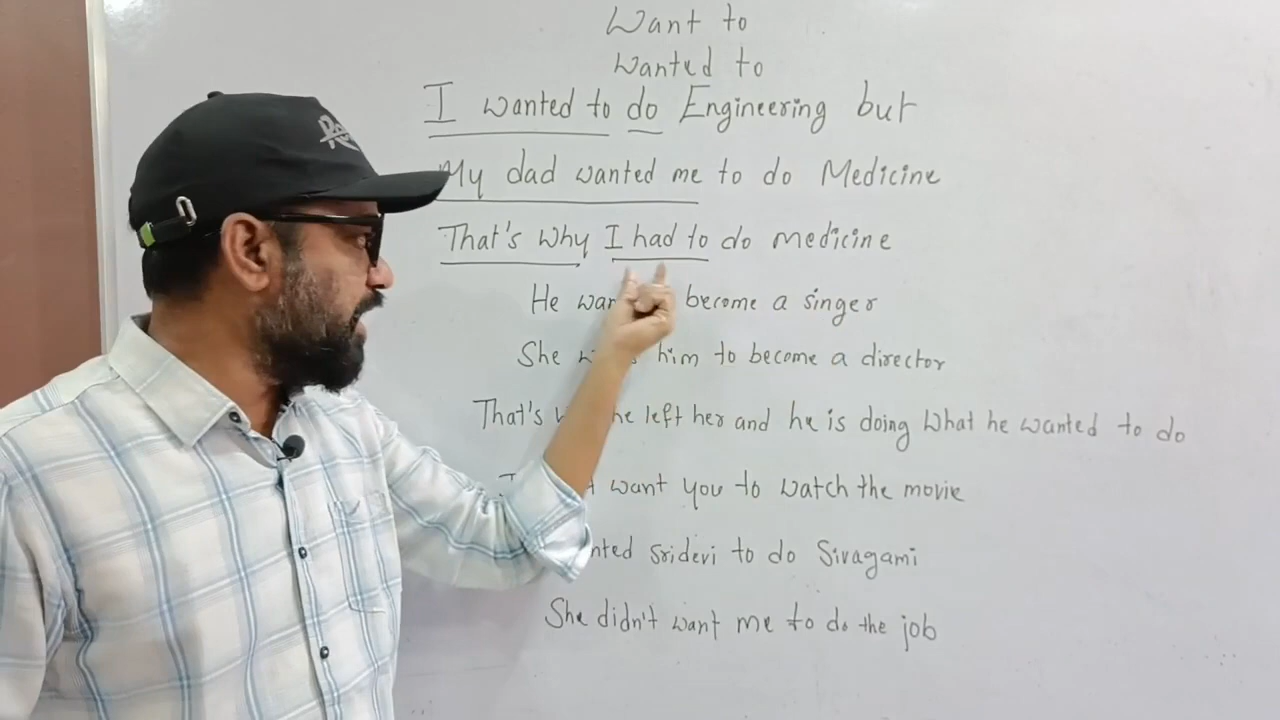 Want to
Wanted to
I wanted to do Engineering but
My dad wanted me to do Medicine
That's why I had to do medicine
He become a singer
She him to become a director
That's he left her and he is doing what he wanted to do
want you to watch the movie
Sridevi to do Sivagami
She didn't want me to do the job